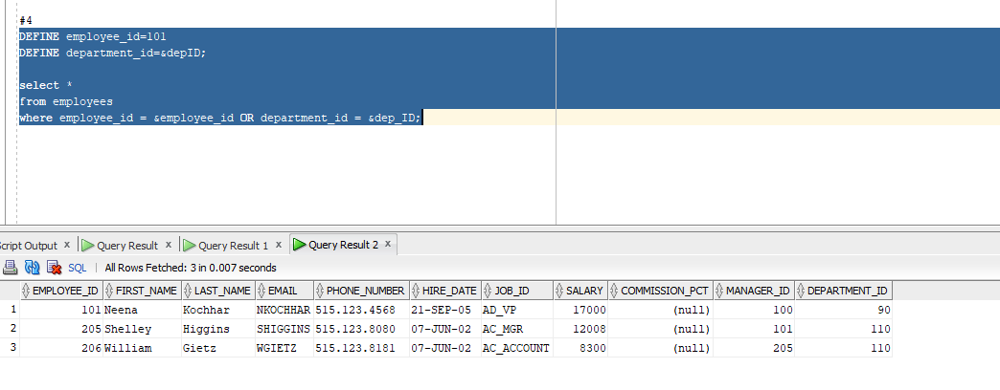 #4
DEFINE employee_id=101
DEFINE department_id=&depID;
select *
from employees
where employee_id = &employee_id OR department_id = &dep_ID;
cript Output x Query Result x Query Result 1 x Query Result 2 x
SQL | All Rows Fetched: 3 in 0.007 seconds
EMPLOYEE_ID FIRST_NAME LAST_NAME EMAIL PHONE_NUMBER HIRE_DATE JOB_ID SALARY COMMISSION_PCT MANAGER_ID DEPARTMENT_ID
1 101 Neena Kochhar NKOCHHAR 515.123.4568 21-SEP-05 AD_VP 17000 (null) 100 90
2 205 Shelley Higgins SHIGGINS 515.123.8080 07-JUN-02 AC_MGR 12008 (null) 101 110
3 206 William Gietz WGIETZ 515.123.8181 07-JUN-02 AC_ACCOUNT 8300 (null) 205 110